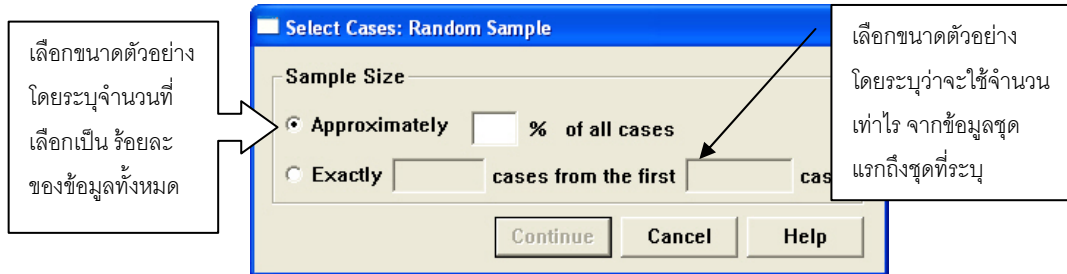 เลือกขนาดตัวอย่าง
โดยระบุจำนวนที่
เลือกเป็น ร้อยละ
ของข้อมูลทั้งหมด
Select Cases: Random Sample
Sample Size
Approximately % of all cases
Exactly cases from the first cas
Continue Cancel Help
เลือกขนาดตัวอย่าง
โดยระบุว่าจะใช้จำนวน
เท่าไร จากข้อมูลชุด
แรกถึงชุดที่ระบุ